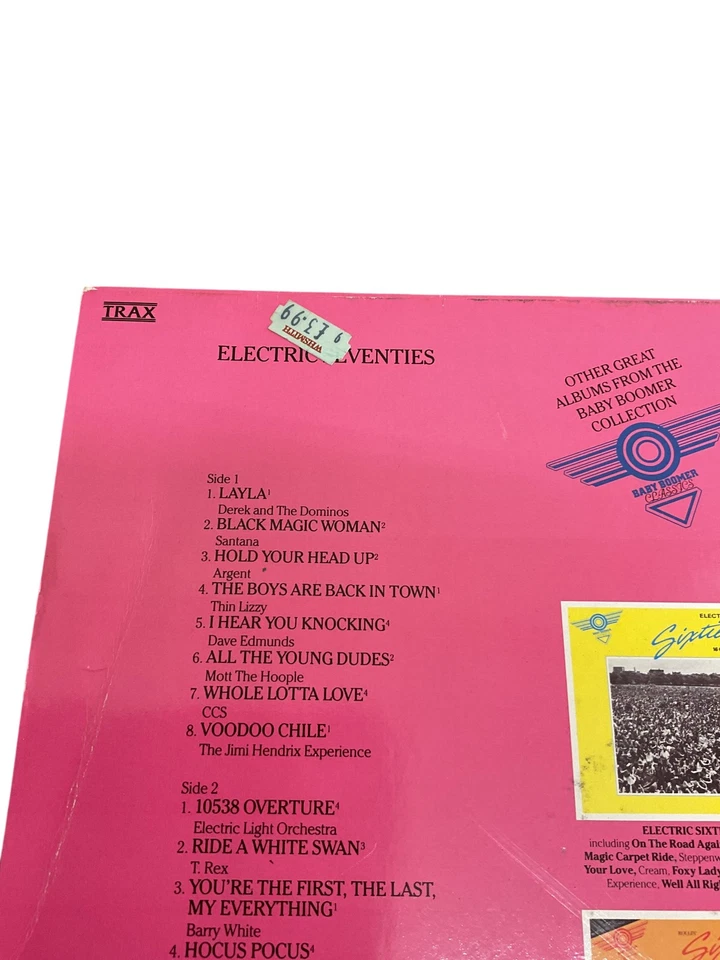 TRAX
9 £3.99
WHSMITH
ELECTRIC EVENTIES
OTHER GREAT
ALBUMS FROM THE
BABY BOOMER
COLLECTION
BABY BOOMER
CLASSICS
Side 1
1. LAYLA¹
Derek and The Dominos
2. BLACK MAGIC WOMAN²
Santana
3. HOLD YOUR HEAD UP²
Argent
4. THE BOYS ARE BACK IN TOWN¹
Thin Lizzy
5. I HEAR YOU KNOCKING⁴
Dave Edmunds
6. ALL THE YOUNG DUDES²
Mott The Hoople
7. WHOLE LOTTA LOVE⁴
CCS
8. VOODOO CHILE¹
The Jimi Hendrix Experience
Side 2
1. 10538 OVERTURE⁴
Electric Light Orchestra
2. RIDE A WHITE SWAN³
T. Rex
3. YOU'RE THE FIRST, THE LAST,
MY EVERYTHING¹
Barry White
4. HOCUS POCUS⁴
ELECT
Sixti
ELECTRIC SIXT
including On The Road Again
Magic Carpet Ride, Steppenw
Your Love, Cream, Foxy Lady
Experience, Well All Righ